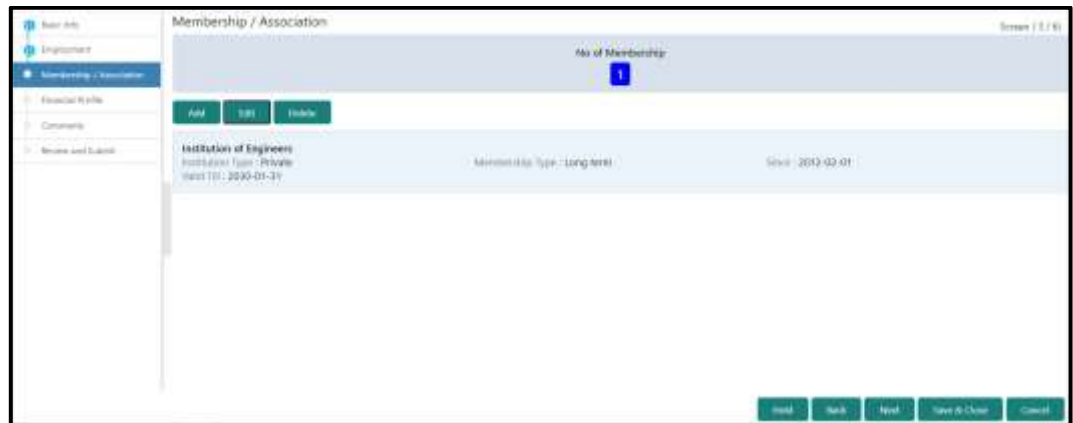 Basic Info
Employment
Membership / Association
Financial Profile
Comments
Review and Submit
Membership / Association
Screen ( 3 / 6)
No of Membership
1
Add Edit Delete
Institution of Engineers
Institution Type : Private Membership Type : Long term Since : 2012-02-01
Valid Till : 2030-01-31
Hold Back Next Save & Close Cancel